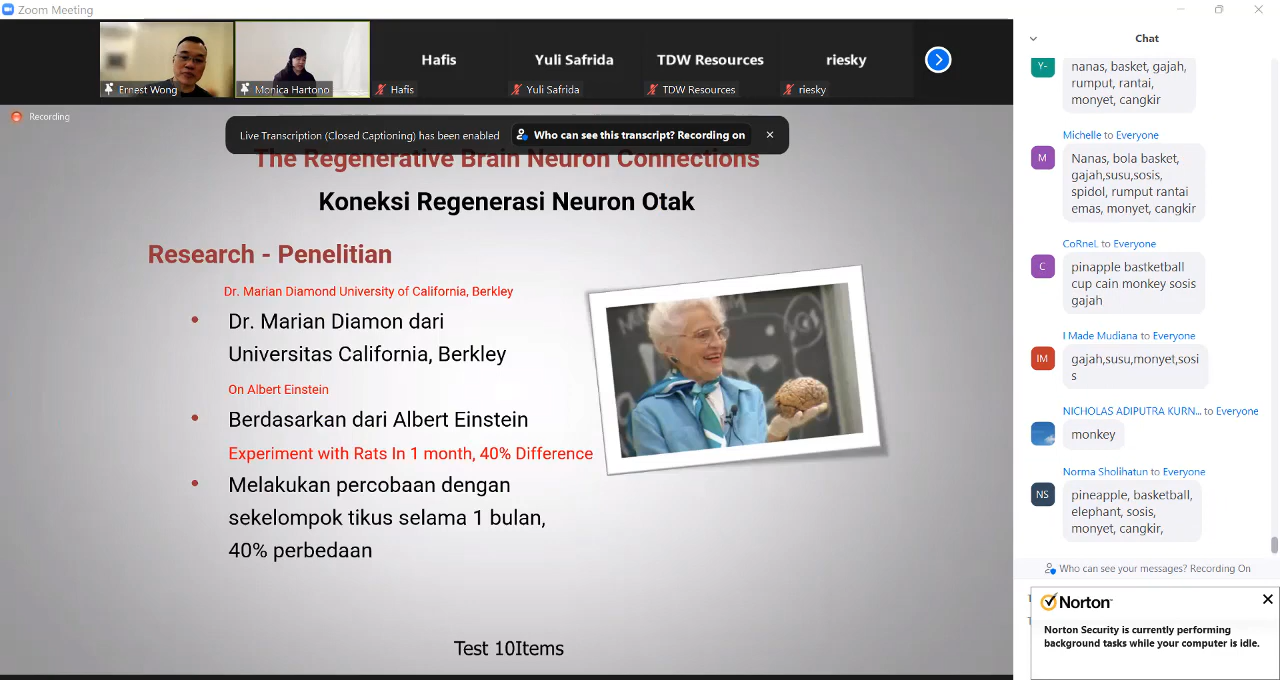 Zoom Meeting
Ernest Wong
Monica Hartono
Hafis
Hafis
Yuli Safrida
Yuli Safrida
TDW Resources
TDW Resources
riesky
riesky
Recording
Live Transcription (Closed Captioning) has been enabled
Who can see this transcript? Recording on
The Regenerative Brain Neuron Connections
Koneksi Regenerasi Neuron Otak
Research - Penelitian
Dr. Marian Diamond University of California, Berkley
• Dr. Marian Diamon dari
Universitas California, Berkley
On Albert Einstein
• Berdasarkan dari Albert Einstein
Experiment with Rats In 1 month, 40% Difference
• Melakukan percobaan dengan
sekelompok tikus selama 1 bulan,
40% perbedaan
Test 10Items
Chat
Y-
nanas, basket, gajah,
rumput, rantai,
monyet, cangkir
Michelle to Everyone
M
Nanas, bola basket,
gajah,susu,sosis,
spidol, rumput rantai
emas, monyet, cangkir
CoRneL to Everyone
C
pinapple bastketball
cup cain monkey sosis
gajah
I Made Mudiana to Everyone
IM
gajah,susu,monyet,sosi
s
NICHOLAS ADIPUTRA KURN... to Everyone
monkey
Norma Sholihatun to Everyone
NS
pineapple, basketball,
elephant, sosis,
monyet, cangkir,
Who can see your messages? Recording On
Norton
Norton Security is currently performing
background tasks while your computer is idle.